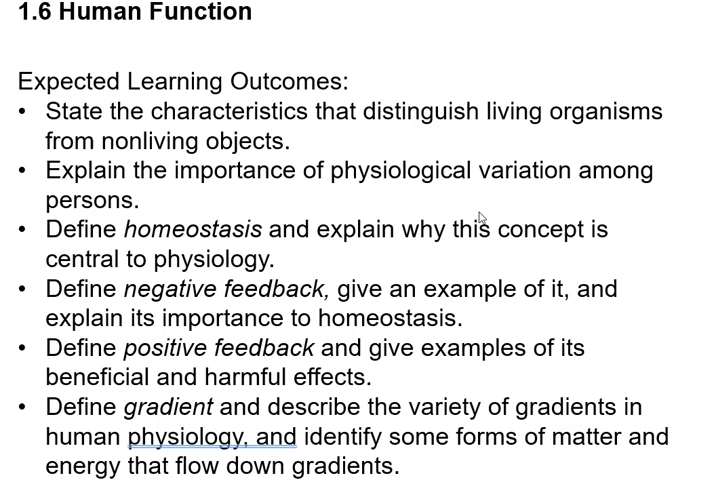 1.6 Human Function
Expected Learning Outcomes:
• State the characteristics that distinguish living organisms
from nonliving objects.
• Explain the importance of physiological variation among
persons.
• Define homeostasis and explain why this concept is
central to physiology.
• Define negative feedback, give an example of it, and
explain its importance to homeostasis.
• Define positive feedback and give examples of its
beneficial and harmful effects.
• Define gradient and describe the variety of gradients in
human physiology, and identify some forms of matter and
energy that flow down gradients.